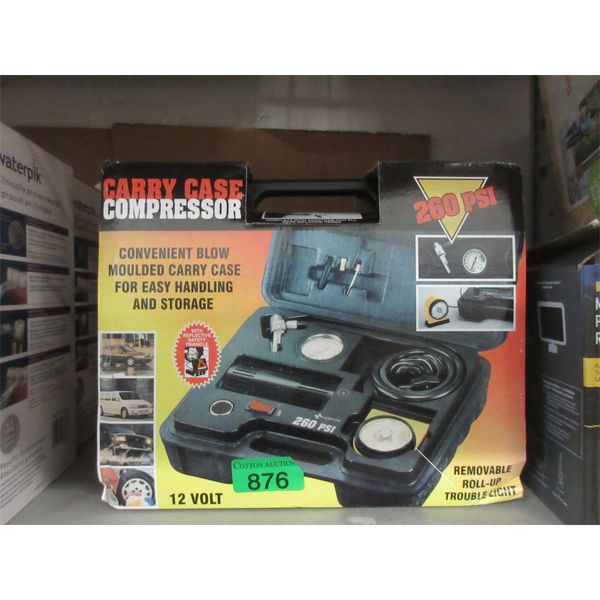 CARRY CASE
COMPRESSOR
260 PSI
CONVENIENT BLOW
MOULDED CARRY CASE
FOR EASY HANDLING
AND STORAGE
WITH
REFLECTIVE
SAFETY
TRIANGLE
260 PSI
COTTON AUCTION
876
12 VOLT
REMOVABLE
ROLL-UP
TROUBLE LIGHT
waterpik